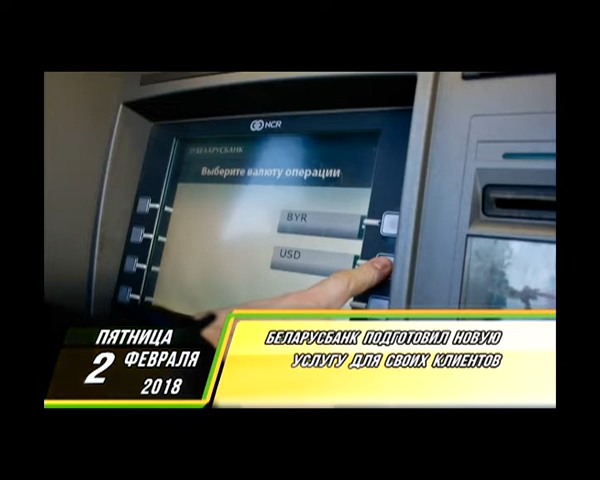 NCR
БЕЛАРУСБАНК
Выберите валюту операции
BYR
USD
ПЯТНИЦА
2 ФЕВРАЛЯ
2018
БЕЛАРУСБАНК ПОДГОТОВИЛ НОВУЮ
УСЛУГУ ДЛЯ СВОИХ КЛИЕНТОВ